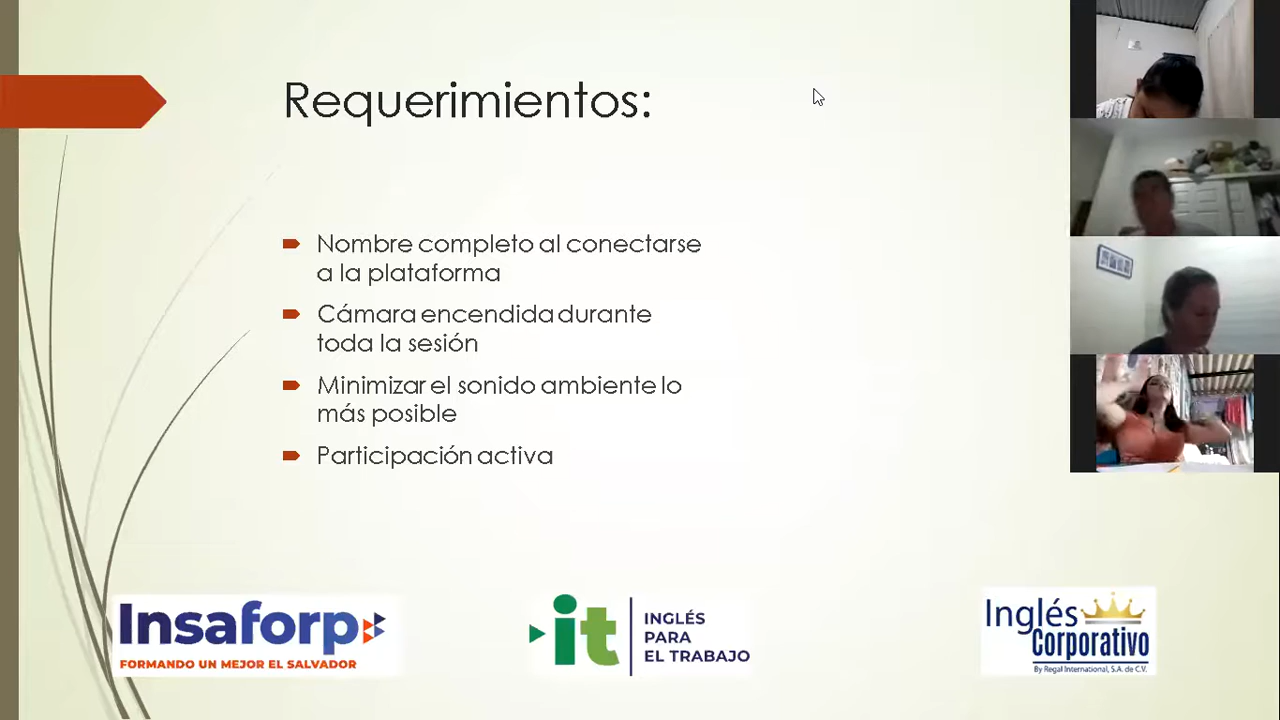 Requerimientos:
Nombre completo al conectarse
a la plataforma
Cámara encendida durante
toda la sesión
Minimizar el sonido ambiente lo
más posible
Participación activa
Insaforp
FORMANDO UN MEJOR EL SALVADOR
it
INGLÉS
PARA
EL TRABAJO
Inglés
Corporativo
By Regal International, S.A. de C.V.